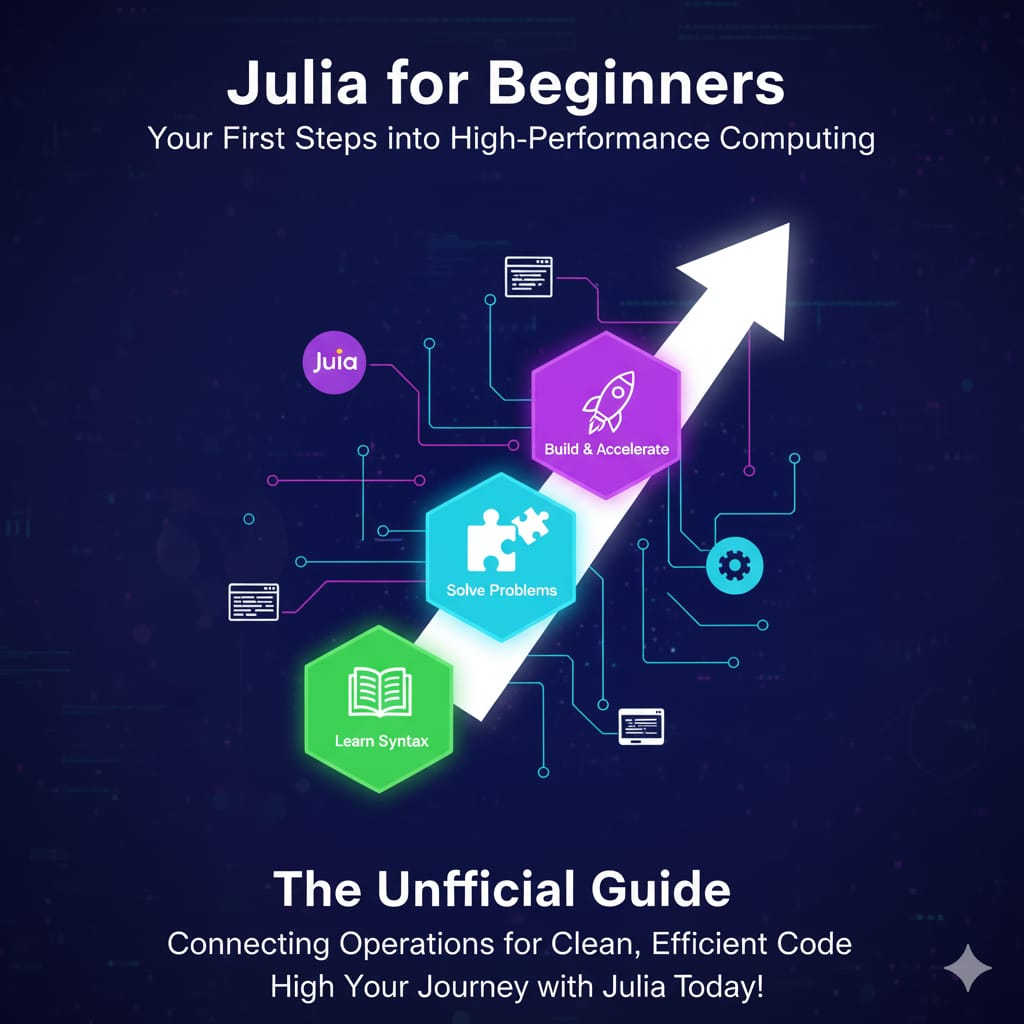 Julia for Beginners
Your First Steps into High-Performance Computing
Juia
Build & Accelerate
Solve Problems
Learn Syntax
The Unfficial Guide
Connecting Operations for Clean, Efficient Code
High Your Journey with Julia Today!